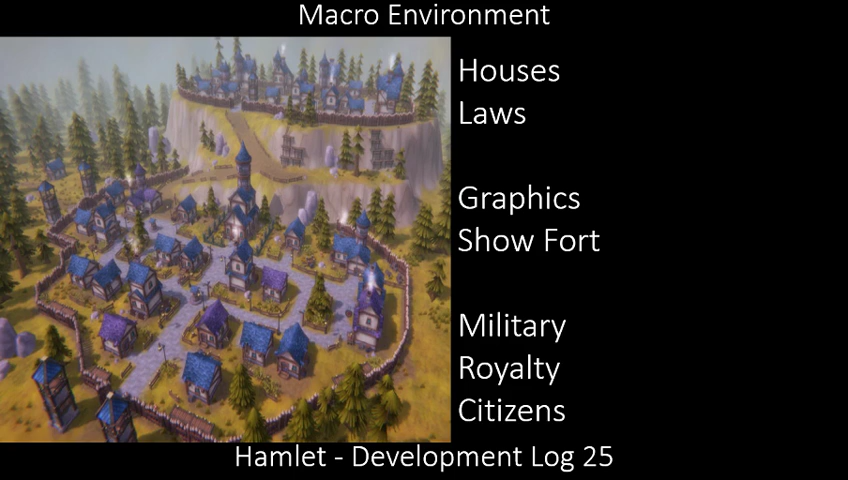 Macro Environment
Houses
Laws
Graphics
Show Fort
Military
Royalty
Citizens
Hamlet - Development Log 25